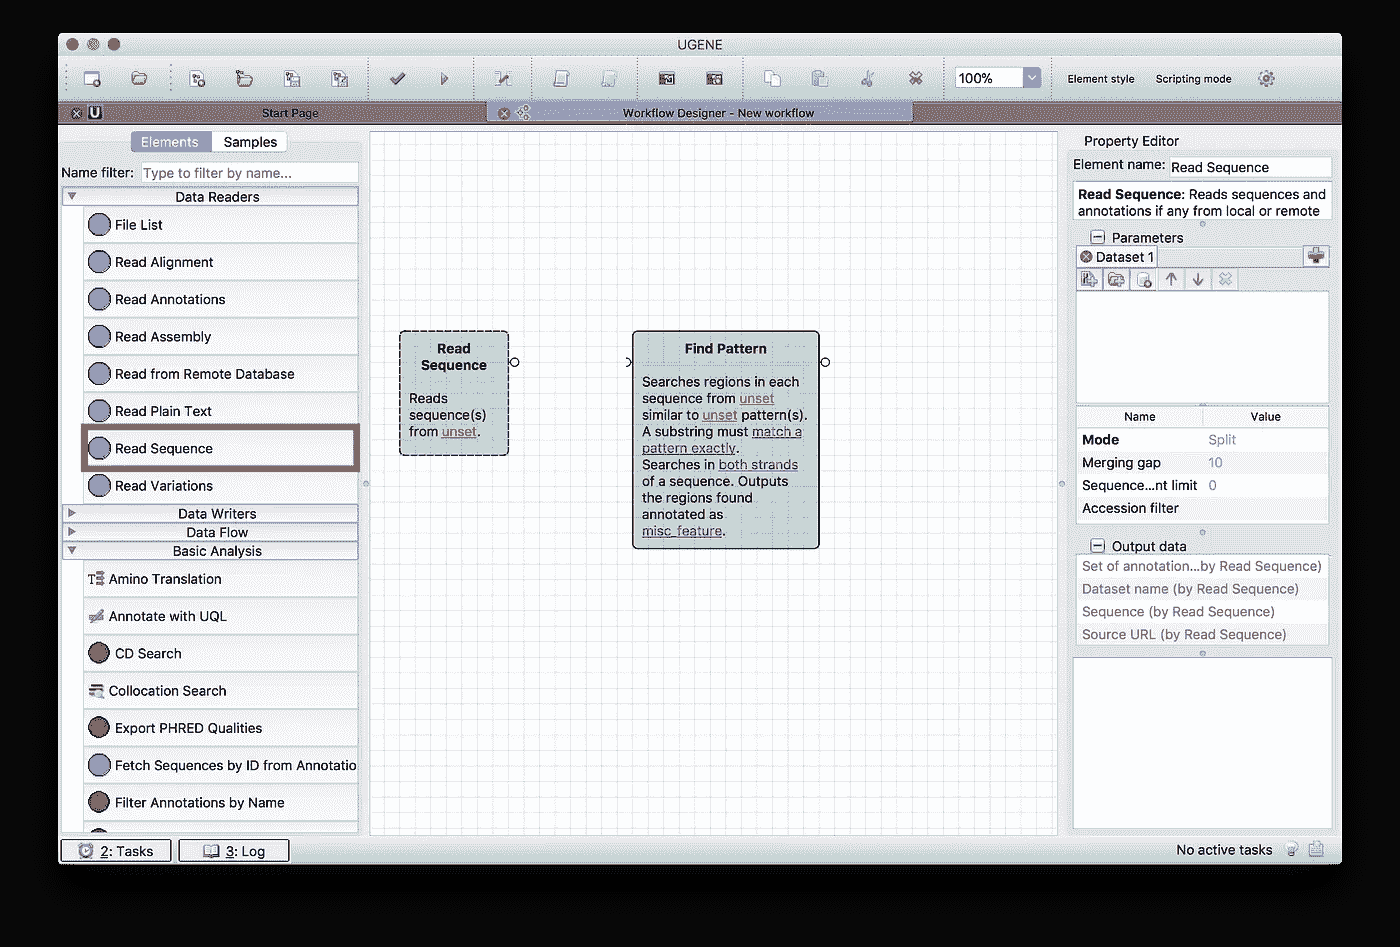 UGENE
100%
Element style
Scripting mode
U
Start Page
Workflow Designer - New workflow
Elements
Samples
Name filter:
Type to filter by name...
Data Readers
File List
Read Alignment
Read Annotations
Read Assembly
Read from Remote Database
Read Plain Text
Read Sequence
Read Variations
Data Writers
Data Flow
Basic Analysis
Amino Translation
Annotate with UQL
CD Search
Collocation Search
Export PHRED Qualities
Fetch Sequences by ID from Annotatio
Filter Annotations by Name
Read
Sequence
Reads
sequence(s)
from unset.
Find Pattern
Searches regions in each
sequence from unset
similar to unset pattern(s).
A substring must match a
pattern exactly.
Searches in both strands
of a sequence. Outputs
the regions found
annotated as
misc_feature.
Property Editor
Element name:
Read Sequence
Read Sequence: Reads sequences and
annotations if any from local or remote
Parameters
Dataset 1
Name
Value
Mode
Split
Merging gap
10
Sequence...nt limit
0
Accession filter
Output data
Set of annotation...by Read Sequence)
Dataset name (by Read Sequence)
Sequence (by Read Sequence)
Source URL (by Read Sequence)
2: Tasks
3: Log
No active tasks